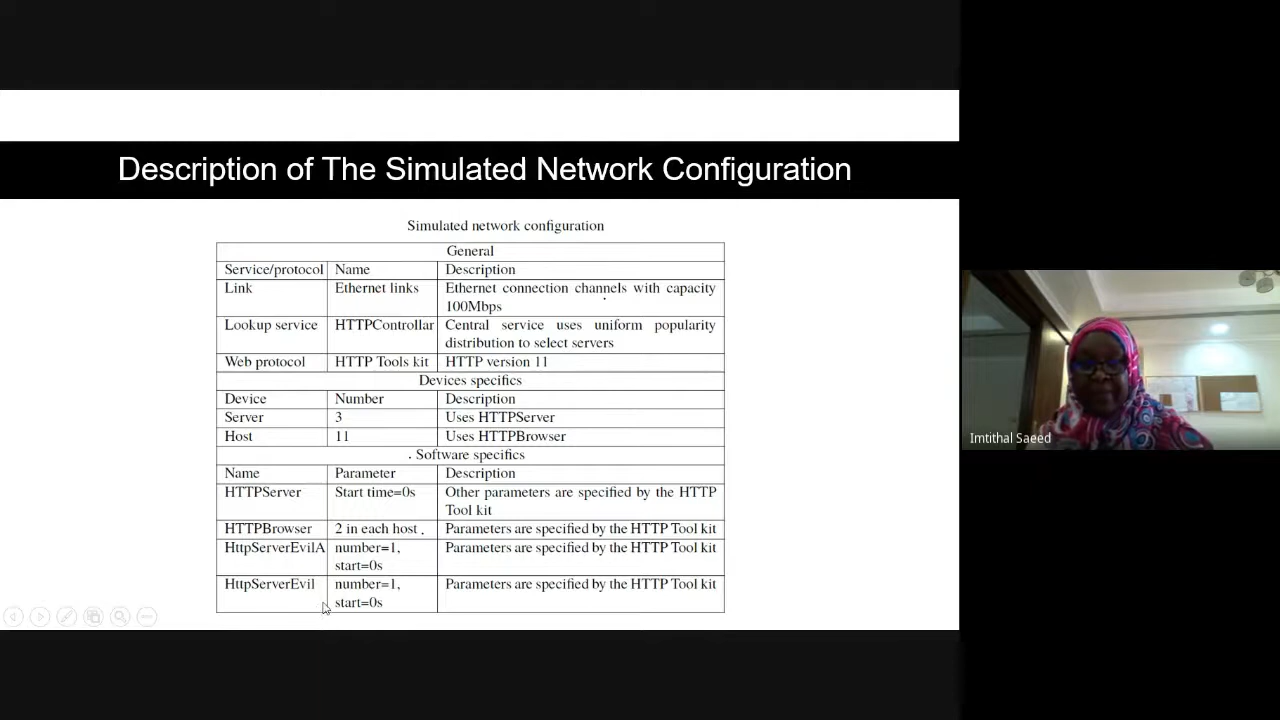 Description of The Simulated Network Configuration
Simulated network configuration
General
Service/protocol Name Description
Link Ethernet links Ethernet connection channels with capacity
100Mbps
Lookup service HTTPControllar Central service uses uniform popularity
distribution to select servers
Web protocol HTTP Tools kit HTTP version 11
Devices specifics
Device Number Description
Server 3 Uses HTTPServer
Host 11 Uses HTTPBrowser
Software specifics
Name Parameter Description
HTTPServer Start time=0s Other parameters are specified by the HTTP
Tool kit
HTTPBrowser 2 in each host Parameters are specified by the HTTP Tool kit
HttpServerEvilA number=1, Parameters are specified by the HTTP Tool kit
start=0s
HttpServerEvil number=1, Parameters are specified by the HTTP Tool kit
start=0s
Imtithal Saeed